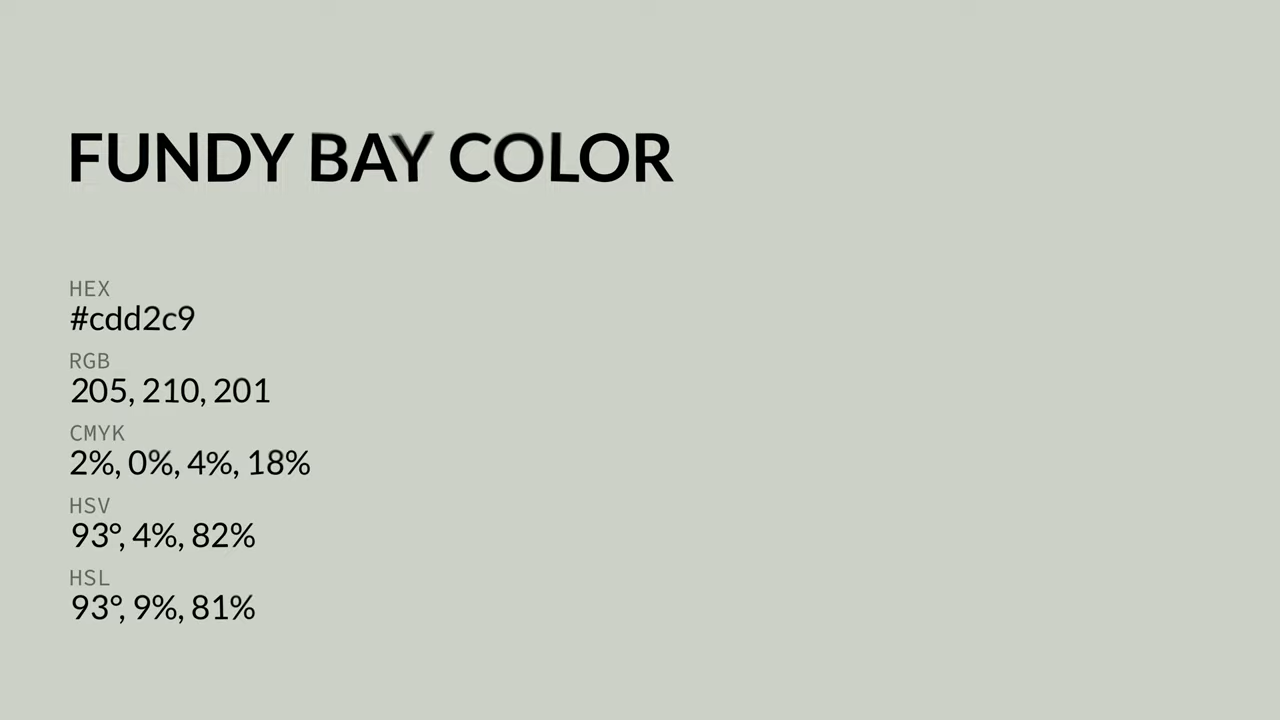 FUNDY BAY COLOR
HEX
#cdd2c9
RGB
205, 210, 201
CMYK
2%, 0%, 4%, 18%
HSV
93°, 4%, 82%
HSL
93°, 9%, 81%